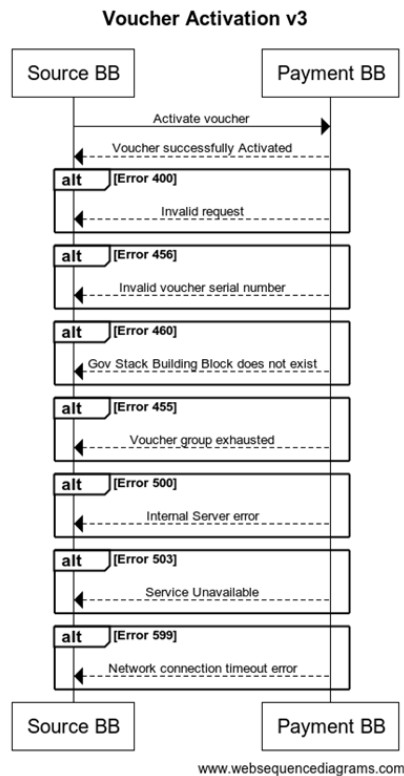 Voucher Activation v3
Source BB
Payment BB
Activate voucher
Voucher successfully Activated
alt [Error 400]
Invalid request
alt [Error 456]
Invalid voucher serial number
alt [Error 460]
Gov Stack Building Block does not exist
alt [Error 455]
Voucher group exhausted
alt [Error 500]
Internal Server error
alt [Error 503]
Service Unavailable
alt [Error 599]
Network connection timeout error
Source BB
Payment BB
www.websequencediagrams.com